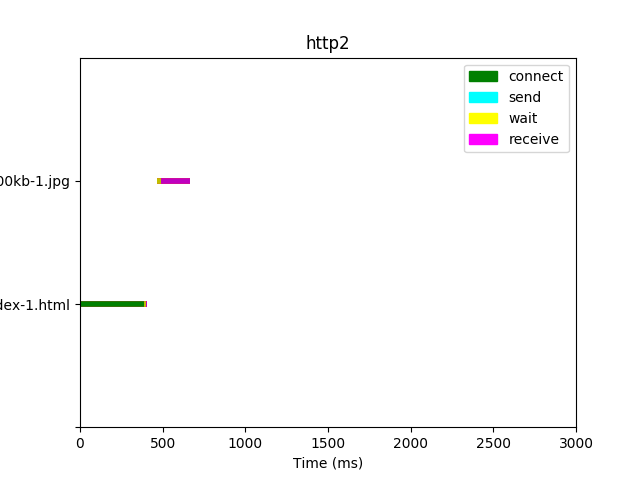 http2
connect
send
wait
receive
00kb-1.jpg
dex-1.html
0 500 1000 1500 2000 2500 3000
Time (ms)